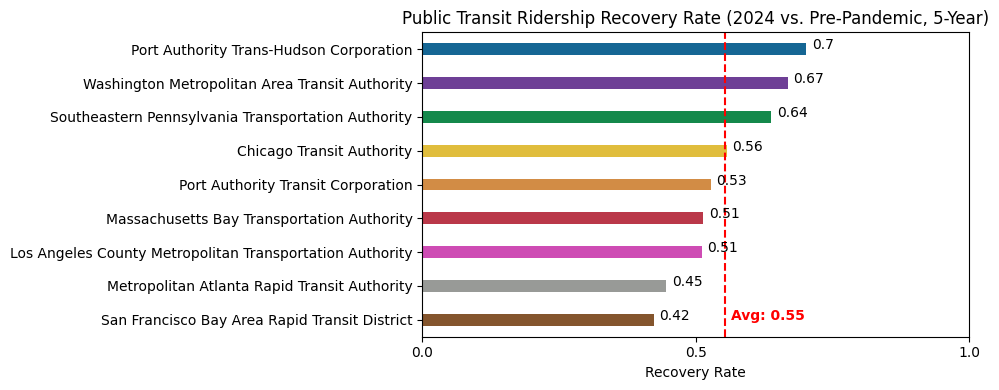 Public Transit Ridership Recovery Rate (2024 vs. Pre-Pandemic, 5-Year)
Port Authority Trans-Hudson Corporation 0.7
Washington Metropolitan Area Transit Authority 0.67
Southeastern Pennsylvania Transportation Authority 0.64
Chicago Transit Authority 0.56
Port Authority Transit Corporation 0.53
Massachusetts Bay Transportation Authority 0.51
Los Angeles County Metropolitan Transportation Authority 0.51
Metropolitan Atlanta Rapid Transit Authority 0.45
San Francisco Bay Area Rapid Transit District 0.42 Avg: 0.55
0.0 0.5 1.0
Recovery Rate